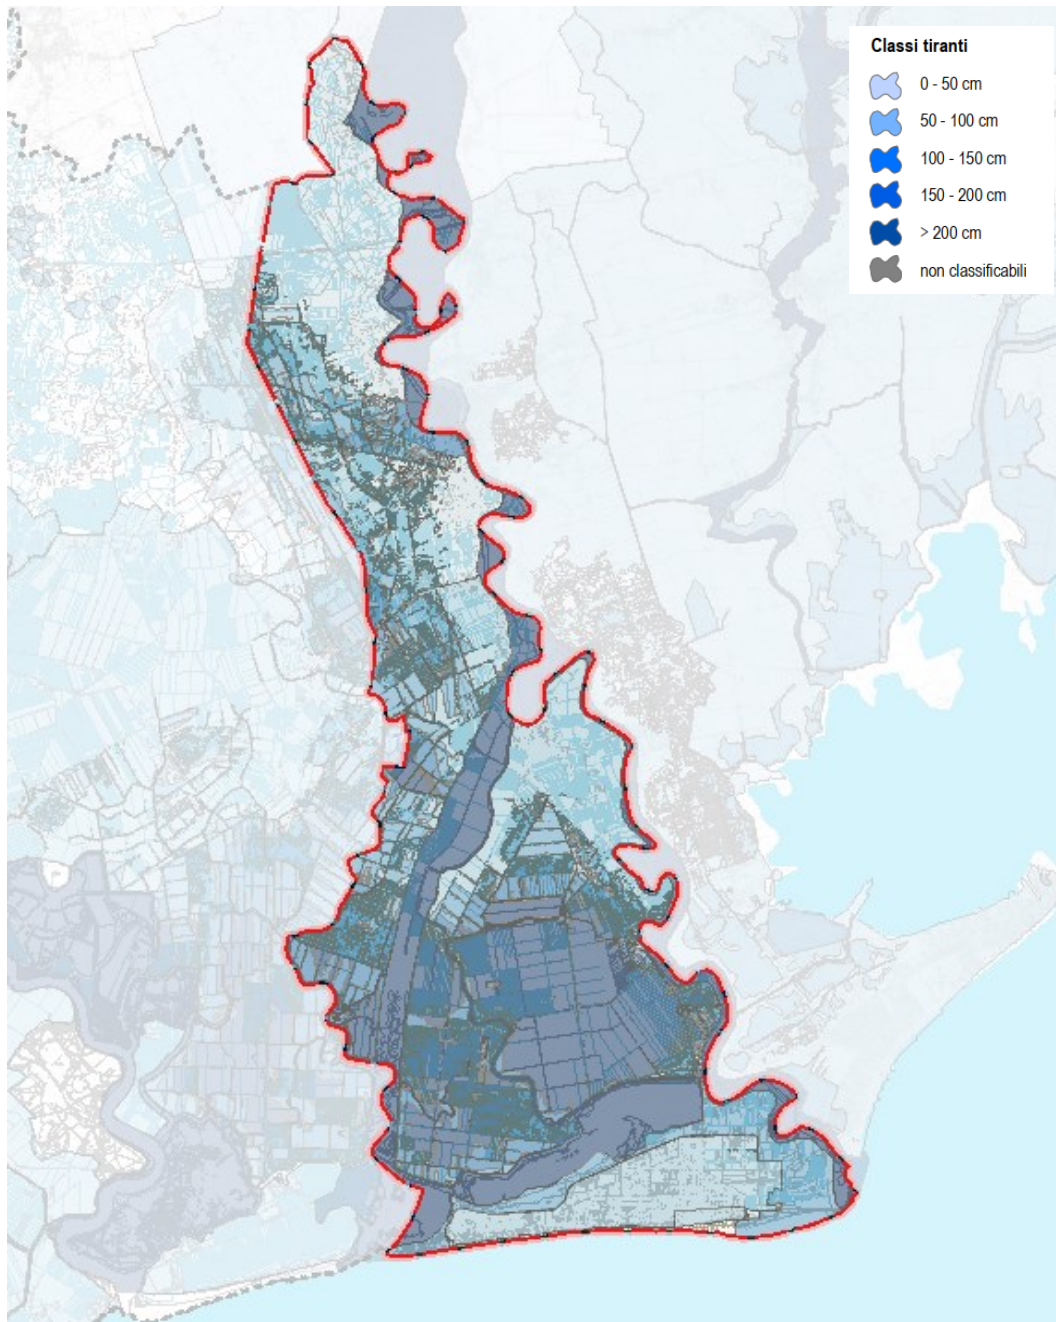 Classi tiranti
0 - 50 cm
50 - 100 cm
100 - 150 cm
150 - 200 cm
> 200 cm
non classificabili